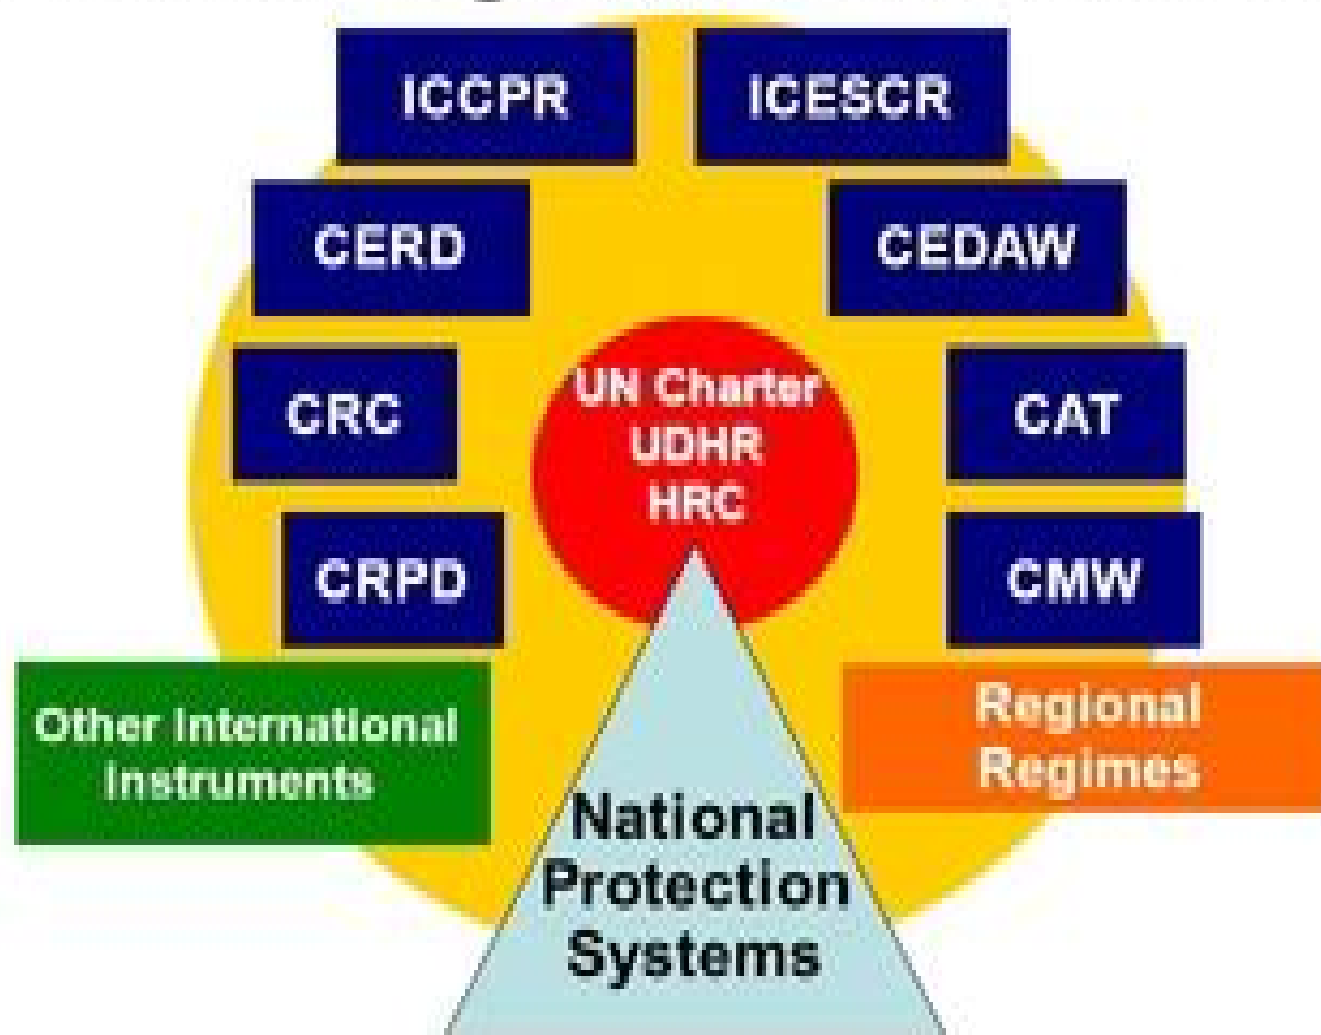 ICCPR
ICESCR
CERD
CEDAW
UN Charter
UDHR
HRC
CRC
CAT
CRPD
CMW
Other International
Instruments
Regional
Regimes
National
Protection
Systems